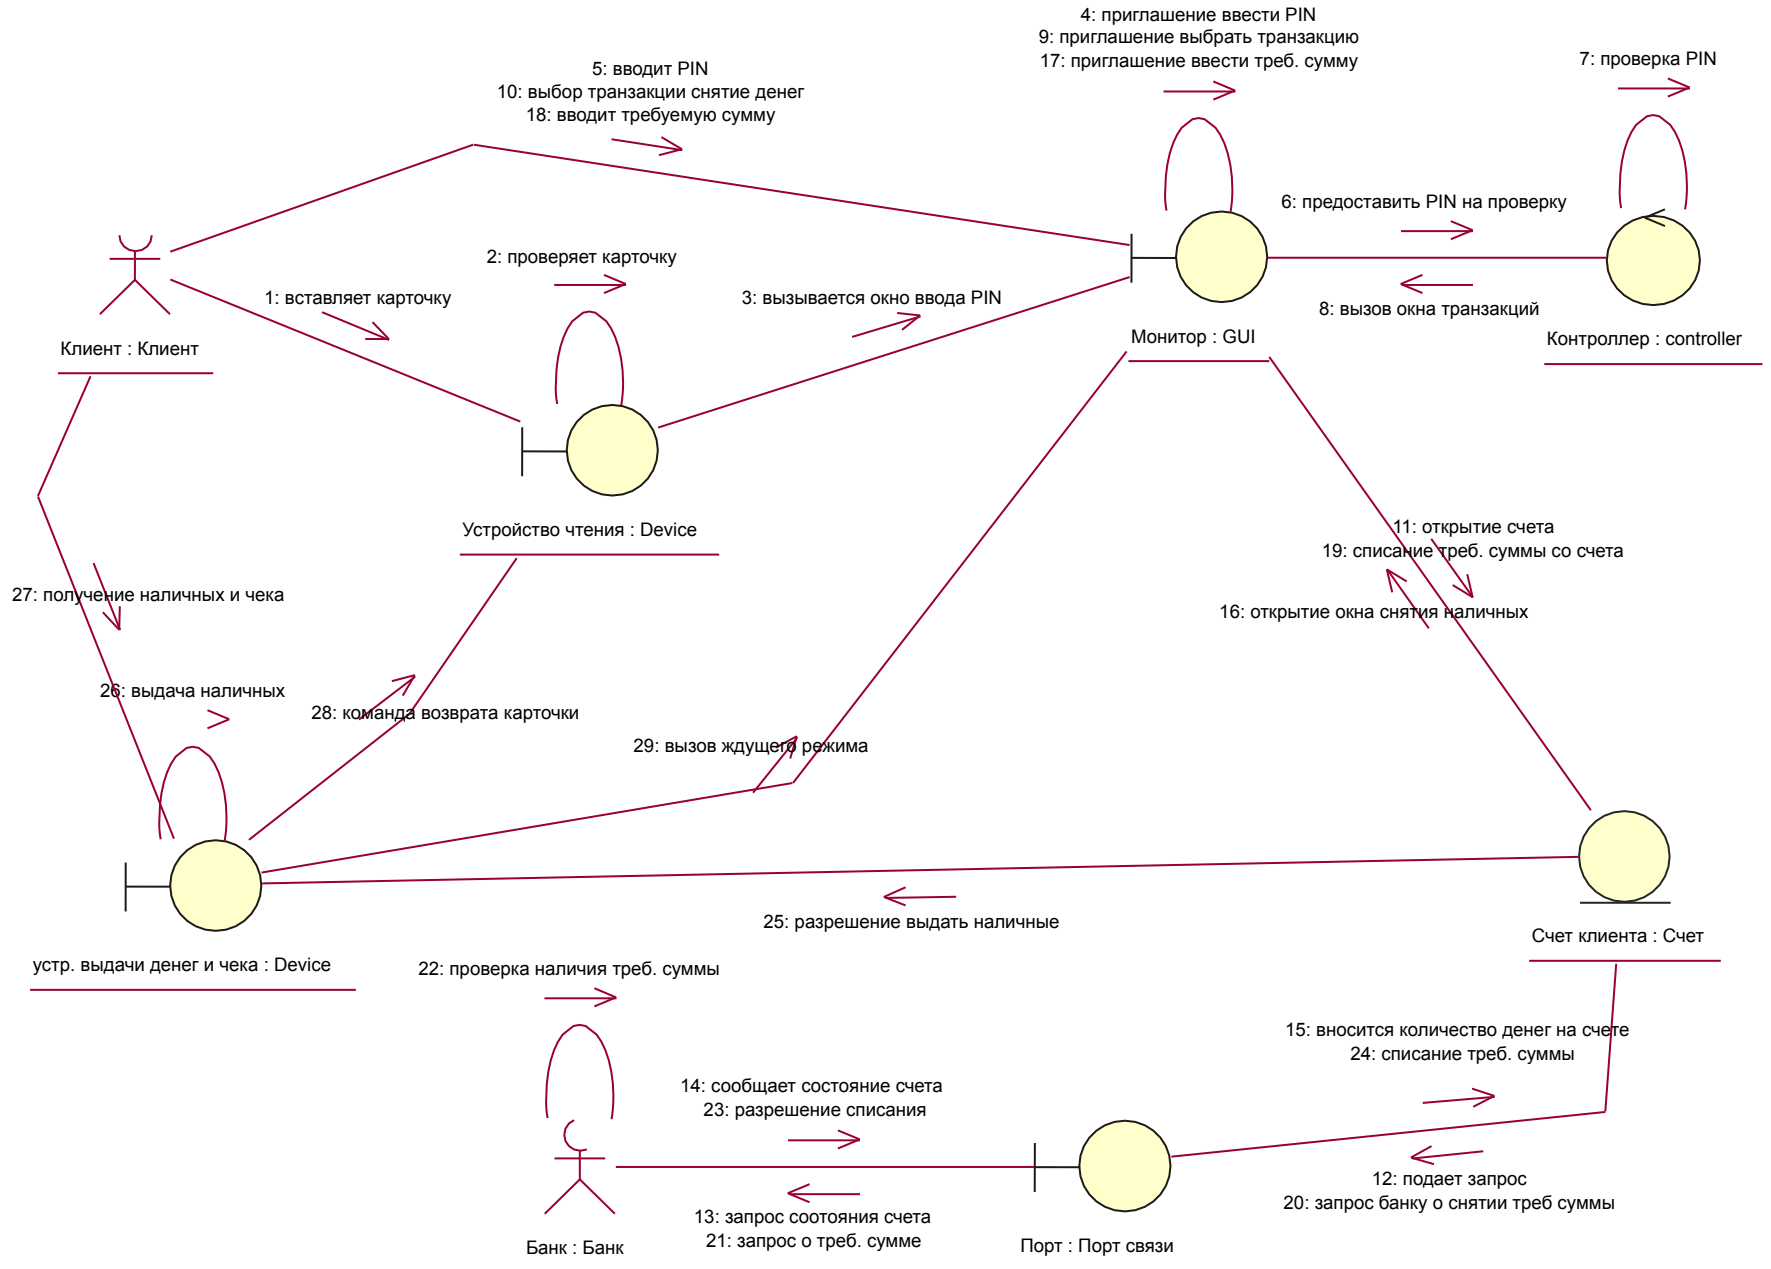 4: приглашение ввести PIN
9: приглашение выбрать транзакцию
17: приглашение ввести треб. сумму
7: проверка PIN
5: вводит PIN
10: выбор транзакции снятие денег
18: вводит требуемую сумму
6: предоставить PIN на проверку
2: проверяет карточку
1: вставляет карточку
3: вызывается окно ввода PIN
8: вызов окна транзакций
Клиент : Клиент
Монитор : GUI
Контроллер : controller
Устройство чтения : Device
11: открытие счета
19: списание треб. суммы со счета
27: получение наличных и чека
16: открытие окна снятия наличных
26: выдача наличных
28: команда возврата карточки
29: вызов ждущего режима
25: разрешение выдать наличные
Счет клиента : Счет
устр. выдачи денег и чека : Device
22: проверка наличия треб. суммы
15: вносится количество денег на счете
24: списание треб. суммы
14: сообщает состояние счета
23: разрешение списания
12: подает запрос
20: запрос банку о снятии треб суммы
13: запрос соотояния счета
21: запрос о треб. сумме
Банк : Банк
Порт : Порт связи